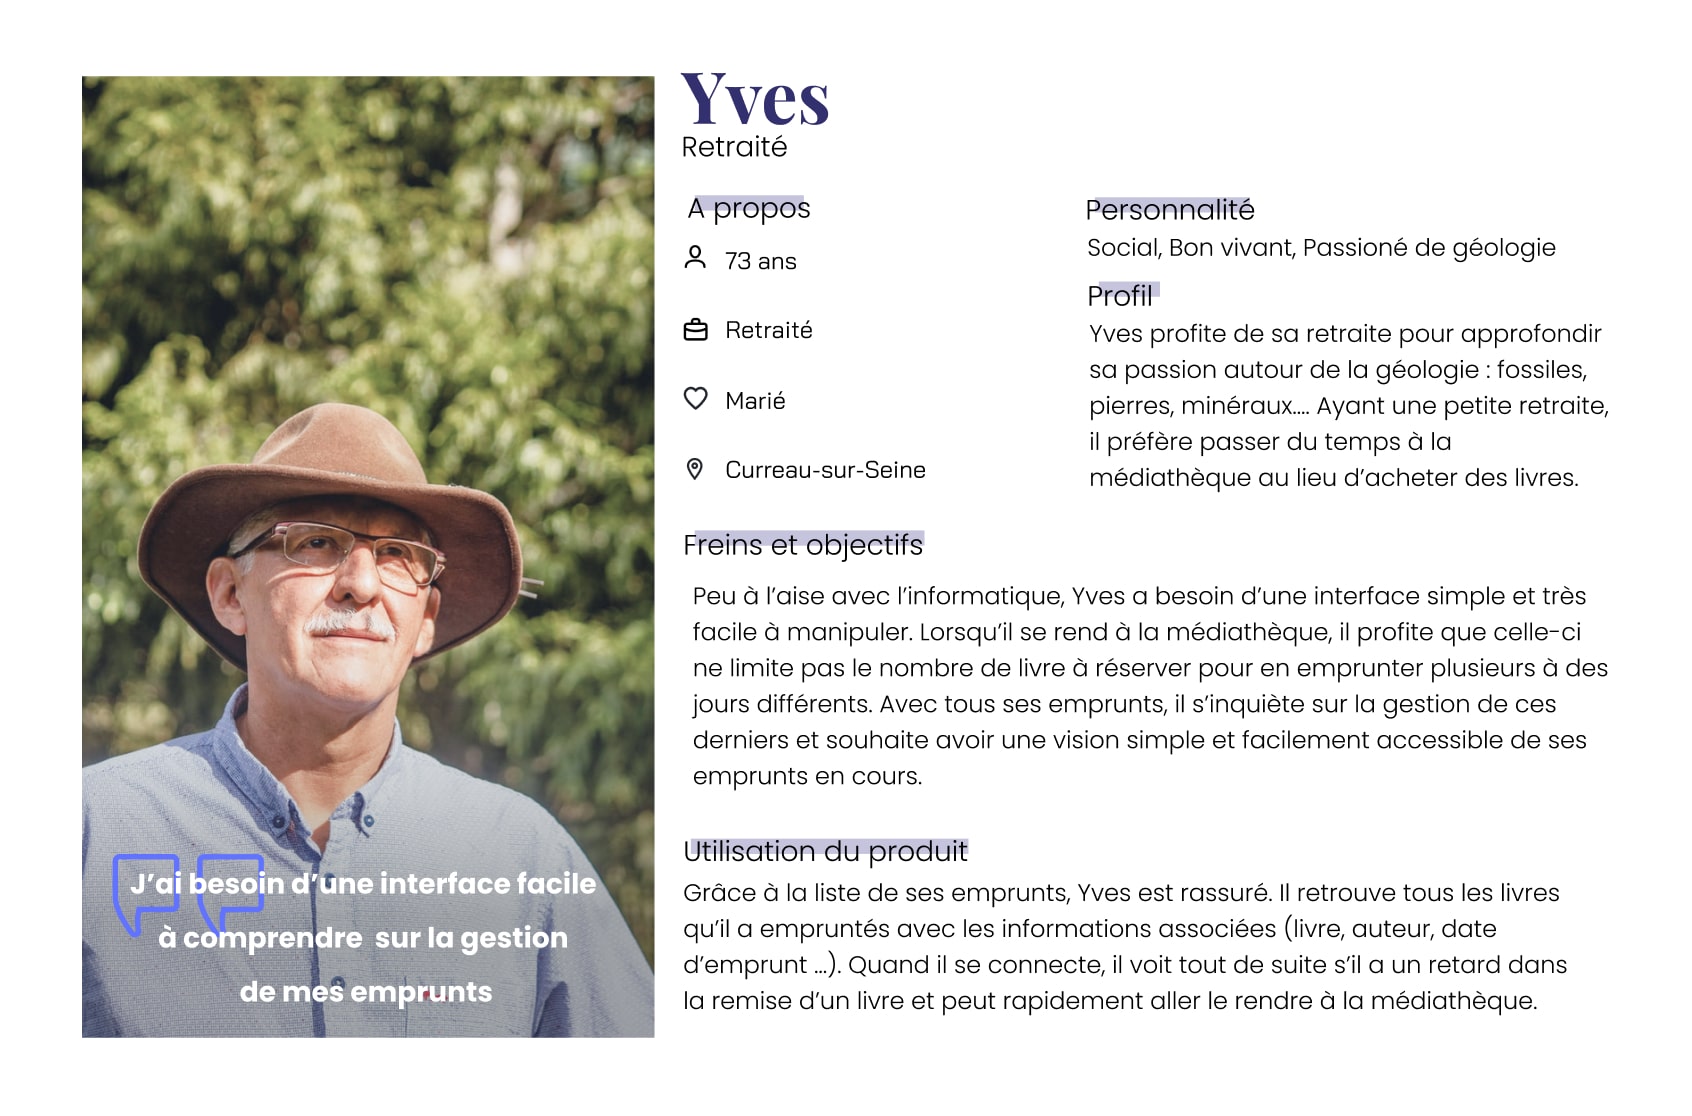 Yves
Retraité
A propos
73 ans
Retraité
Marié
Curreau-sur-Seine
Personnalité
Social, Bon vivant, Passioné de géologie
Profil
Yves profite de sa retraite pour approfondir
sa passion autour de la géologie : fossiles,
pierres, minéraux.... Ayant une petite retraite,
il préfère passer du temps à la
médiathèque au lieu d’acheter des livres.
Freins et objectifs
Peu à l’aise avec l’informatique, Yves a besoin d’une interface simple et très
facile à manipuler. Lorsqu’il se rend à la médiathèque, il profite que celle-ci
ne limite pas le nombre de livre à réserver pour en emprunter plusieurs à des
jours différents. Avec tous ses emprunts, il s’inquiète sur la gestion de ces
derniers et souhaite avoir une vision simple et facilement accessible de ses
emprunts en cours.
Utilisation du produit
Grâce à la liste de ses emprunts, Yves est rassuré. Il retrouve tous les livres
qu’il a empruntés avec les informations associées (livre, auteur, date
d’emprunt ...). Quand il se connecte, il voit tout de suite s’il a un retard dans
la remise d’un livre et peut rapidement aller le rendre à la médiathèque.
J’ai besoin d’une interface facile
à comprendre sur la gestion
de mes emprunts